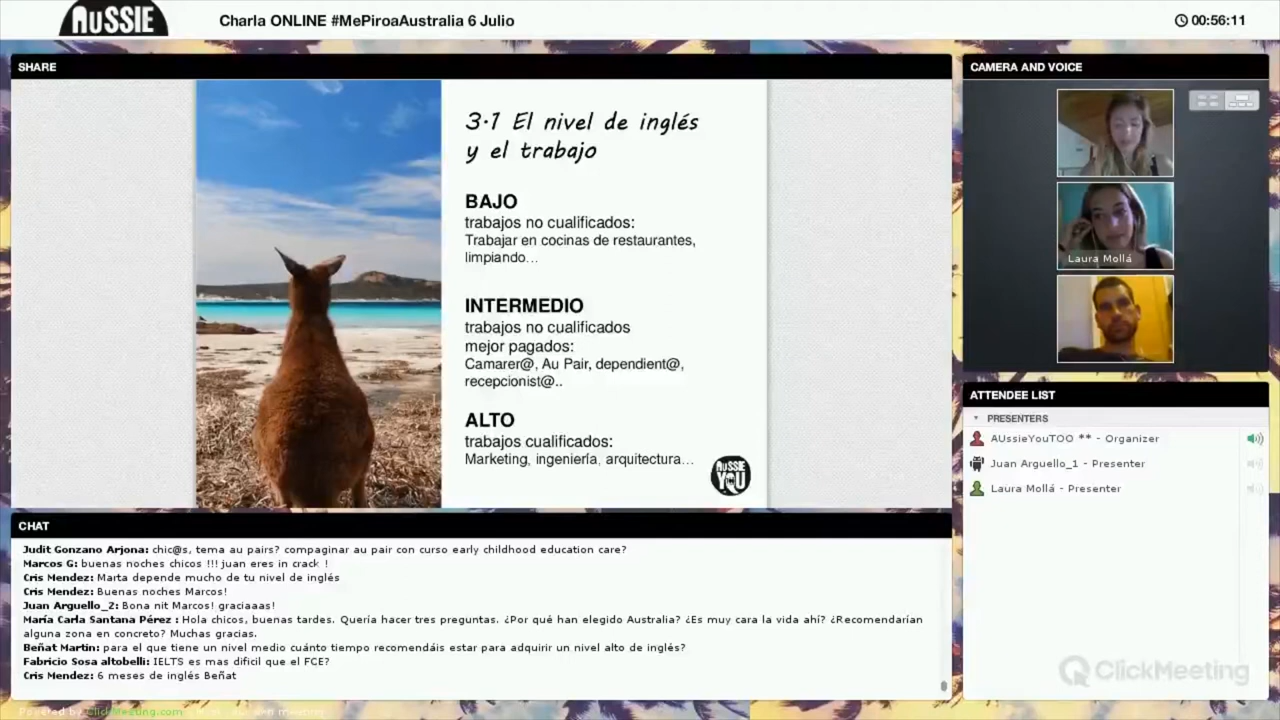 AUSSIE
Charla ONLINE #MePiroaAustralia 6 Julio
00:56:11
SHARE
3·1 El nivel de inglés
y el trabajo
BAJO
trabajos no cualificados:
Trabajar en cocinas de restaurantes,
limpiando...
INTERMEDIO
trabajos no cualificados
mejor pagados:
Camarer@, Au Pair, dependient@,
recepcionist@..
ALTO
trabajos cualificados:
Marketing, ingeniería, arquitectura...
AUSSIE
YOU
CAMERA AND VOICE
Laura Mollá
ATTENDEE LIST
PRESENTERS
AUssieYouTOO ** - Organizer
Juan Arguello_1 - Presenter
Laura Mollá - Presenter
CHAT
Judit Gonzano Arjona: chic@s, tema au pairs? compaginar au pair con curso early childhood education care?
Marcos G: buenas noches chicos !!! juan eres in crack !
Cris Mendez: Marta depende mucho de tu nivel de inglés
Cris Mendez: Buenas noches Marcos!
Juan Arguello_2: Bona nit Marcos! graciaaas!
María Carla Santana Pérez : Hola chicos, buenas tardes. Quería hacer tres preguntas. ¿Por qué han elegido Australia? ¿Es muy cara la vida ahí? ¿Recomendarían
alguna zona en concreto? Muchas gracias.
Beñat Martin: para el que tiene un nivel medio cuánto tiempo recomendáis estar para adquirir un nivel alto de inglés?
Fabricio Sosa altobelli: IELTS es mas dificil que el FCE?
Cris Mendez: 6 meses de inglés Beñat
ClickMeeting
Powered by ClickMeeting.com